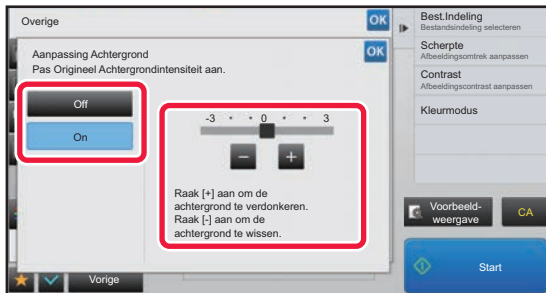 Overige
OK
Aanpassing Achtergrond
OK
Pas Origineel Achtergrondintensiteit aan.
Off
On
-3 0 3
- +
Raak [+] aan om de
achtergrond te verdonkeren.
Raak [-] aan om de
achtergrond te wissen.
Vorige
Best.Indeling
Bestandsindeling selecteren
Scherpte
Afbeeldingsomtrek aanpassen
Contrast
Afbeeldingscontrast aanpassen
Kleurmodus
Voorbeeld-
weergave
CA
Start